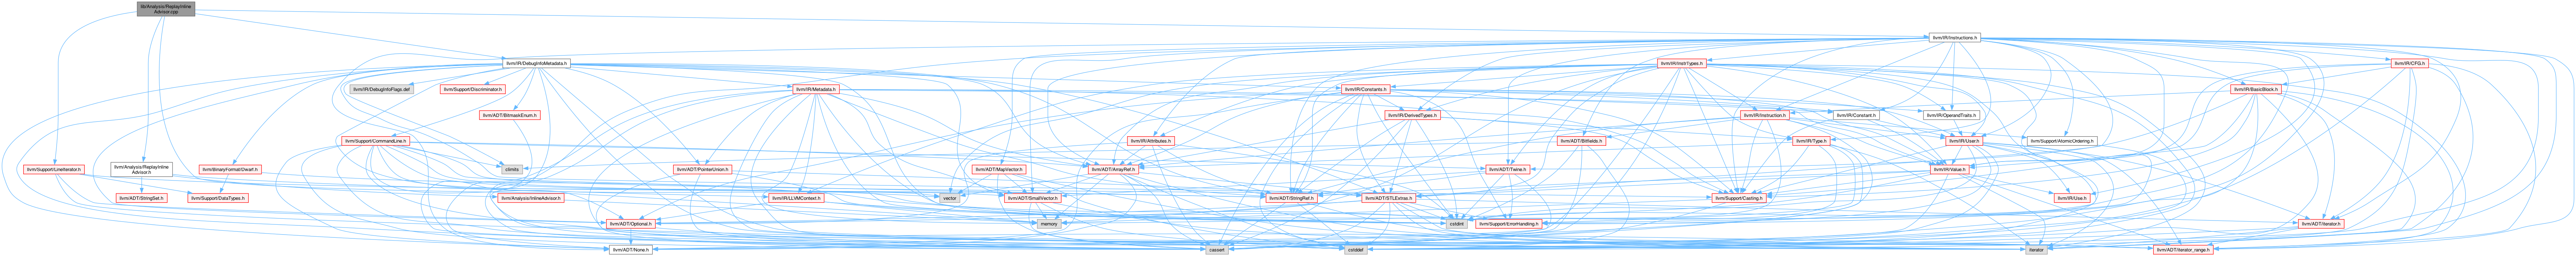 lib/Analysis/ReplayInline
Advisor.cpp
llvm/IR/Instructions.h
llvm/IR/DebugInfoMetadata.h
llvm/IR/InstrTypes.h
llvm/IR/CFG.h
llvm/IR/DebugInfoFlags.def
llvm/Support/Discriminator.h
llvm/IR/Metadata.h
llvm/IR/Constants.h
llvm/IR/BasicBlock.h
llvm/ADT/BitmaskEnum.h
llvm/IR/DerivedTypes.h
llvm/IR/Instruction.h
llvm/IR/Constant.h
llvm/IR/OperandTraits.h
llvm/Support/CommandLine.h
llvm/IR/Attributes.h
llvm/ADT/Bitfields.h
llvm/IR/Type.h
llvm/IR/User.h
llvm/Support/AtomicOrdering.h
llvm/Support/LineIterator.h
llvm/Analysis/ReplayInline
Advisor.h
llvm/BinaryFormat/Dwarf.h
climits
llvm/ADT/PointerUnion.h
llvm/ADT/MapVector.h
llvm/ADT/ArrayRef.h
llvm/ADT/Twine.h
llvm/IR/Value.h
llvm/ADT/StringSet.h
llvm/Support/DataTypes.h
llvm/Analysis/InlineAdvisor.h
llvm/IR/LLVMContext.h
vector
llvm/ADT/SmallVector.h
llvm/ADT/StringRef.h
llvm/ADT/STLExtras.h
llvm/Support/Casting.h
llvm/IR/Use.h
llvm/ADT/Optional.h
memory
cstdint
llvm/Support/ErrorHandling.h
llvm/ADT/iterator.h
llvm/ADT/None.h
cassert
cstddef
iterator
llvm/ADT/iterator_range.h